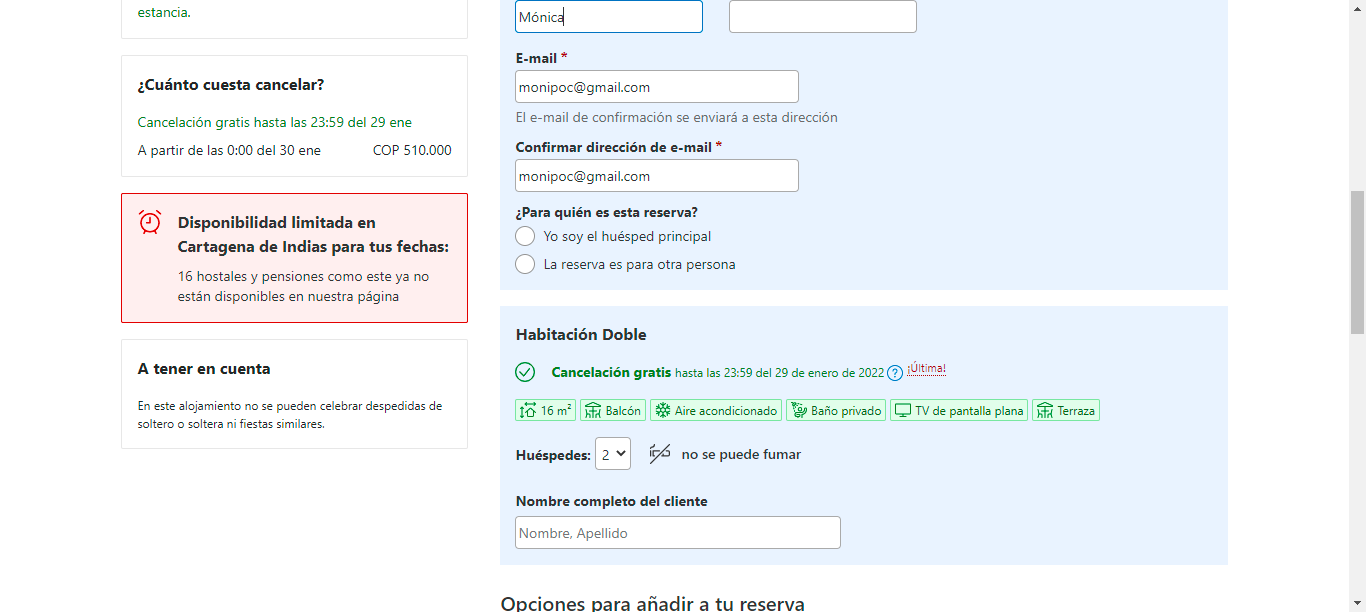 estancia.
¿Cuánto cuesta cancelar?
Cancelación gratis hasta las 23:59 del 29 ene
A partir de las 0:00 del 30 ene COP 510.000
Disponibilidad limitada en
Cartagena de Indias para tus fechas:
16 hostales y pensiones como este ya no
están disponibles en nuestra página
A tener en cuenta
En este alojamiento no se pueden celebrar despedidas de
soltero o soltera ni fiestas similares.
Mónica
E-mail *
monipoc@gmail.com
El e-mail de confirmación se enviará a esta dirección
Confirmar dirección de e-mail *
monipoc@gmail.com
¿Para quién es esta reserva?
Yo soy el huésped principal
La reserva es para otra persona
Habitación Doble
Cancelación gratis hasta las 23:59 del 29 de enero de 2022 ? ¡Última!
16 m² Balcón Aire acondicionado Baño privado TV de pantalla plana Terraza
Huéspedes: 2 no se puede fumar
Nombre completo del cliente
Nombre, Apellido
Opciones para añadir a tu reserva